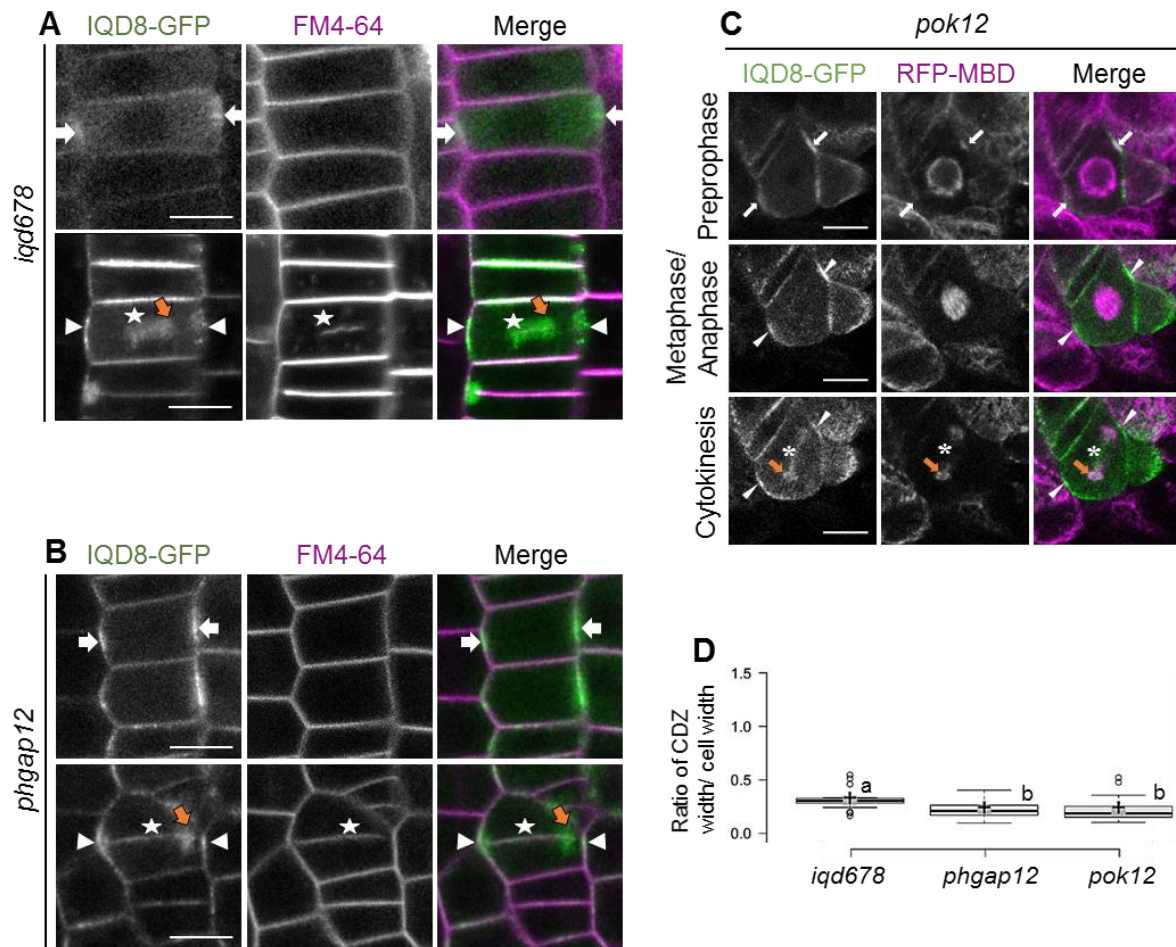 A
IQD8-GFP FM4-64 Merge
iqd678
B
IQD8-GFP FM4-64 Merge
phgap12
C
pok12
IQD8-GFP RFP-MBD Merge
Preprophase
Metaphase/
Anaphase
*
*
Cytokinesis
D
Ratio of CDZ
width/ cell width
1.5
1.0
0.5
0.0
a
b
b
iqd678 phgap12 pok12